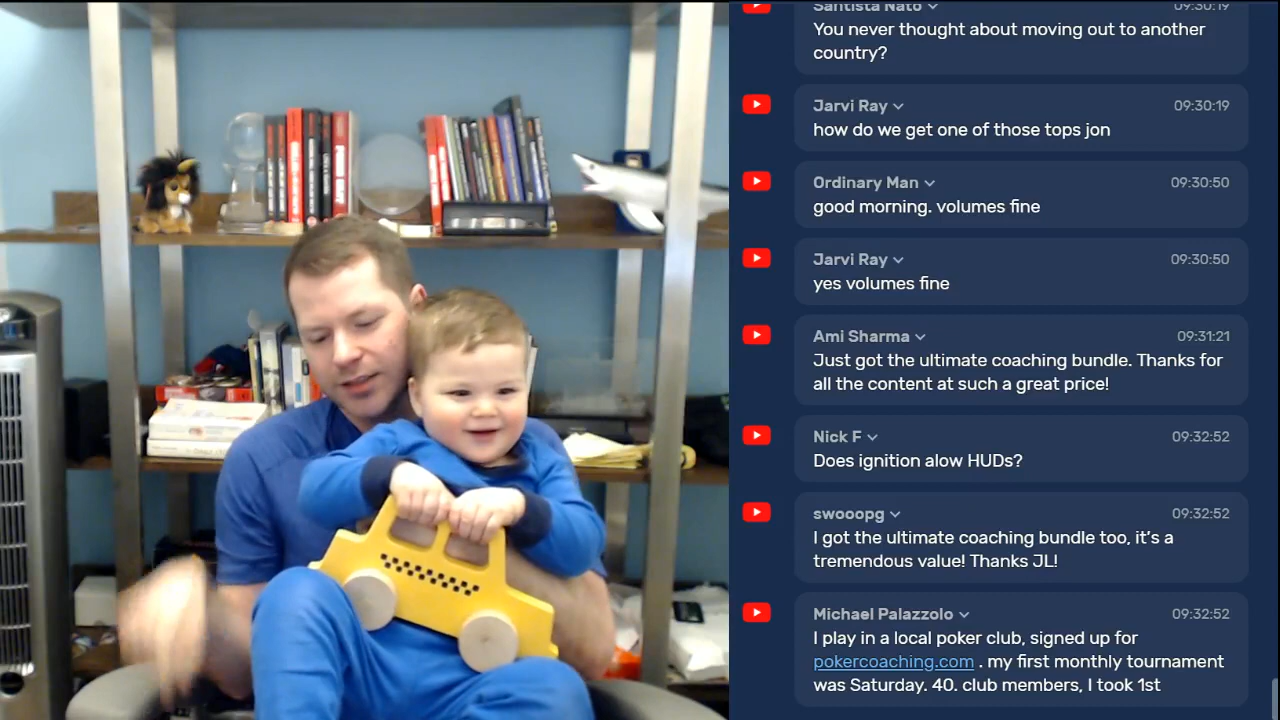 Santista Nato 09:30:19
You never thought about moving out to another
country?
Jarvi Ray 09:30:19
how do we get one of those tops jon
Ordinary Man 09:30:50
good morning. volumes fine
Jarvi Ray 09:30:50
yes volumes fine
Ami Sharma 09:31:21
Just got the ultimate coaching bundle. Thanks for
all the content at such a great price!
Nick F 09:32:52
Does ignition alow HUDs?
swooopg 09:32:52
I got the ultimate coaching bundle too, it's a
tremendous value! Thanks JL!
Michael Palazzolo 09:32:52
I play in a local poker club, signed up for
pokercoaching.com . my first monthly tournament
was Saturday. 40. club members, I took 1st